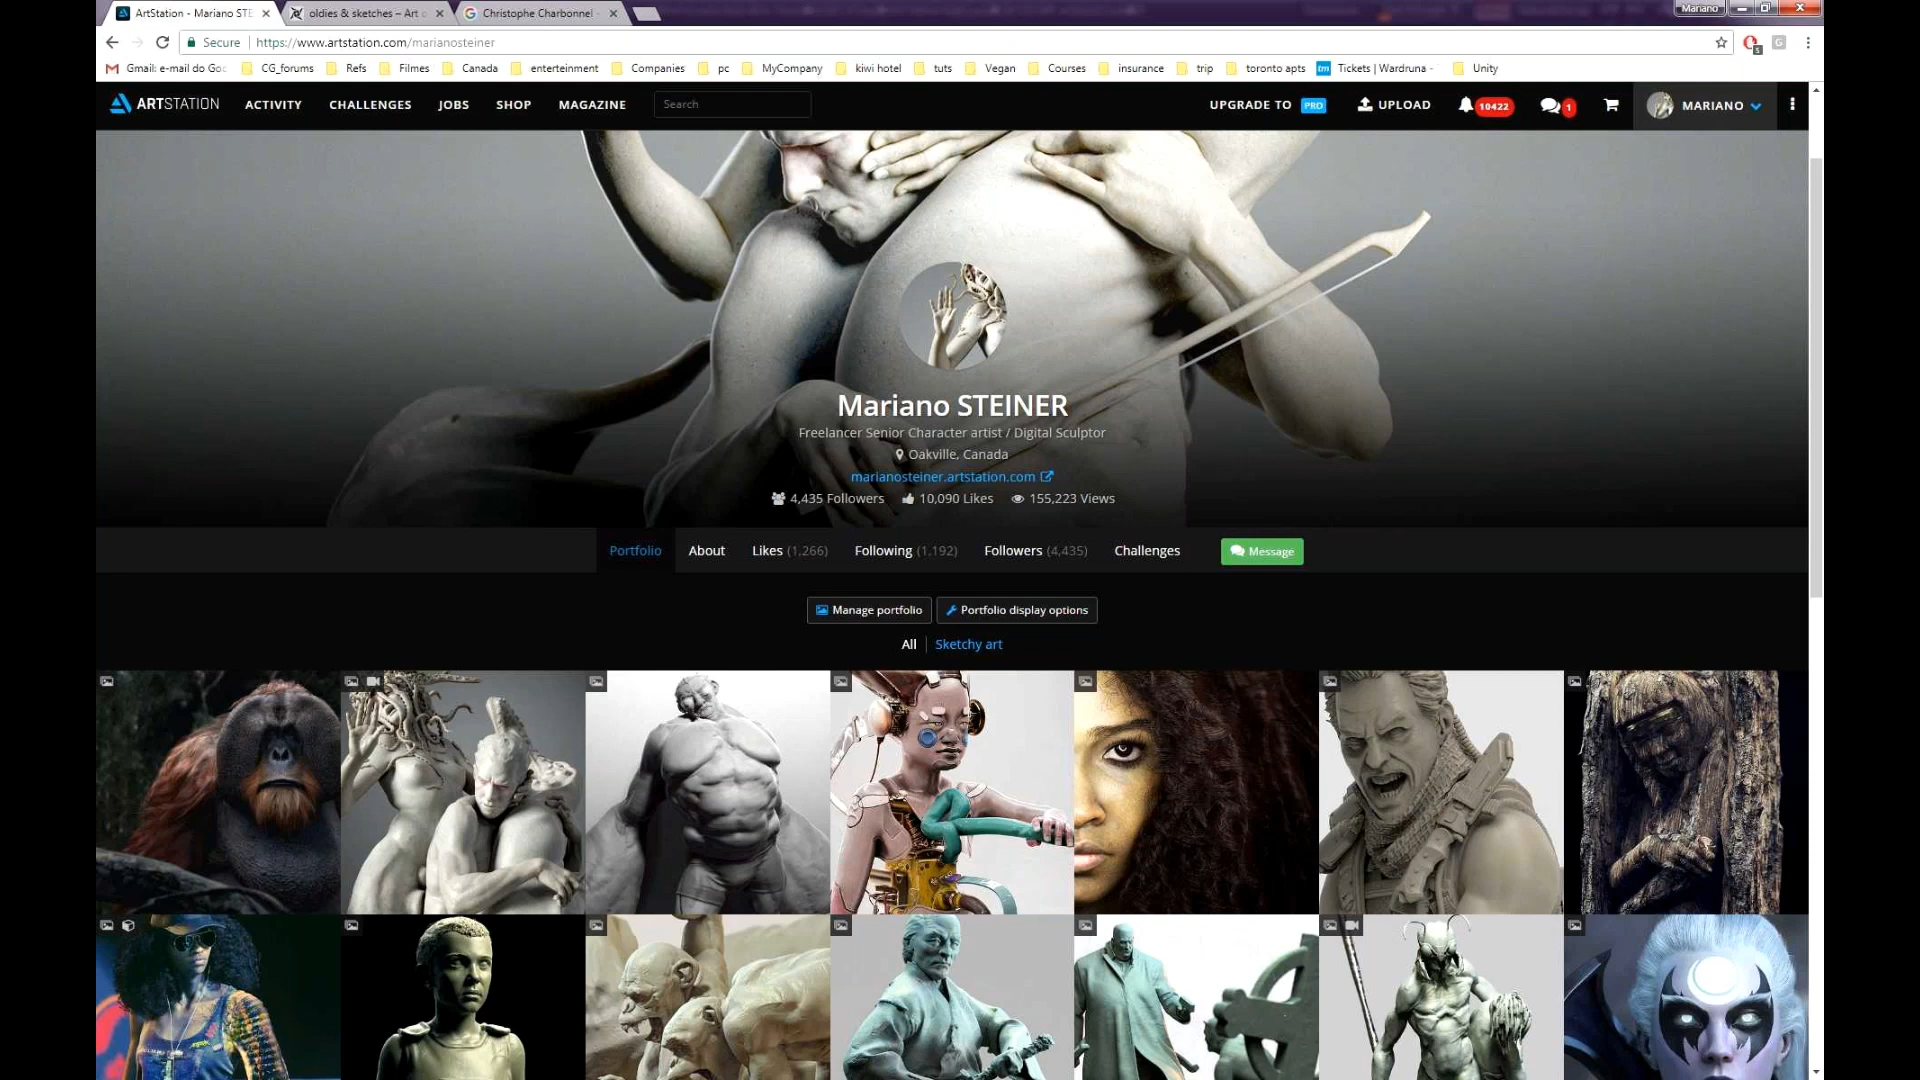 ArtStation - Mariano STE
oldies & sketches – Art o
Christophe Charbonnel -
Mariano
Secure https://www.artstation.com/marianosteiner
Gmail: e-mail do Goo CG_forums Refs Filmes Canada enterteinment Companies pc MyCompany kiwi hotel tuts Vegan Courses insurance trip toronto apts tm Tickets | Wardruna - Unity
ARTSTATION ACTIVITY CHALLENGES JOBS SHOP MAGAZINE Search UPGRADE TO PRO UPLOAD 10422 1 MARIANO
Mariano STEINER
Freelancer Senior Character artist / Digital Sculptor
Oakville, Canada
marianosteiner.artstation.com
4,435 Followers 10,090 Likes 155,223 Views
Portfolio About Likes (1,266) Following (1,192) Followers (4,435) Challenges Message
Manage portfolio Portfolio display options
All Sketchy art